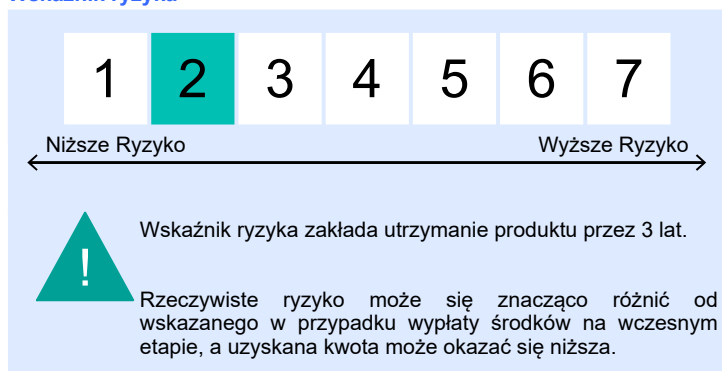 1 2 3 4 5 6 7
Niższe Ryzyko Wyższe Ryzyko
!
Wskaźnik ryzyka zakłada utrzymanie produktu przez 3 lat.
Rzeczywiste ryzyko może się znacząco różnić od
wskazanego w przypadku wypłaty środków na wczesnym
etapie, a uzyskana kwota może okazać się niższa.